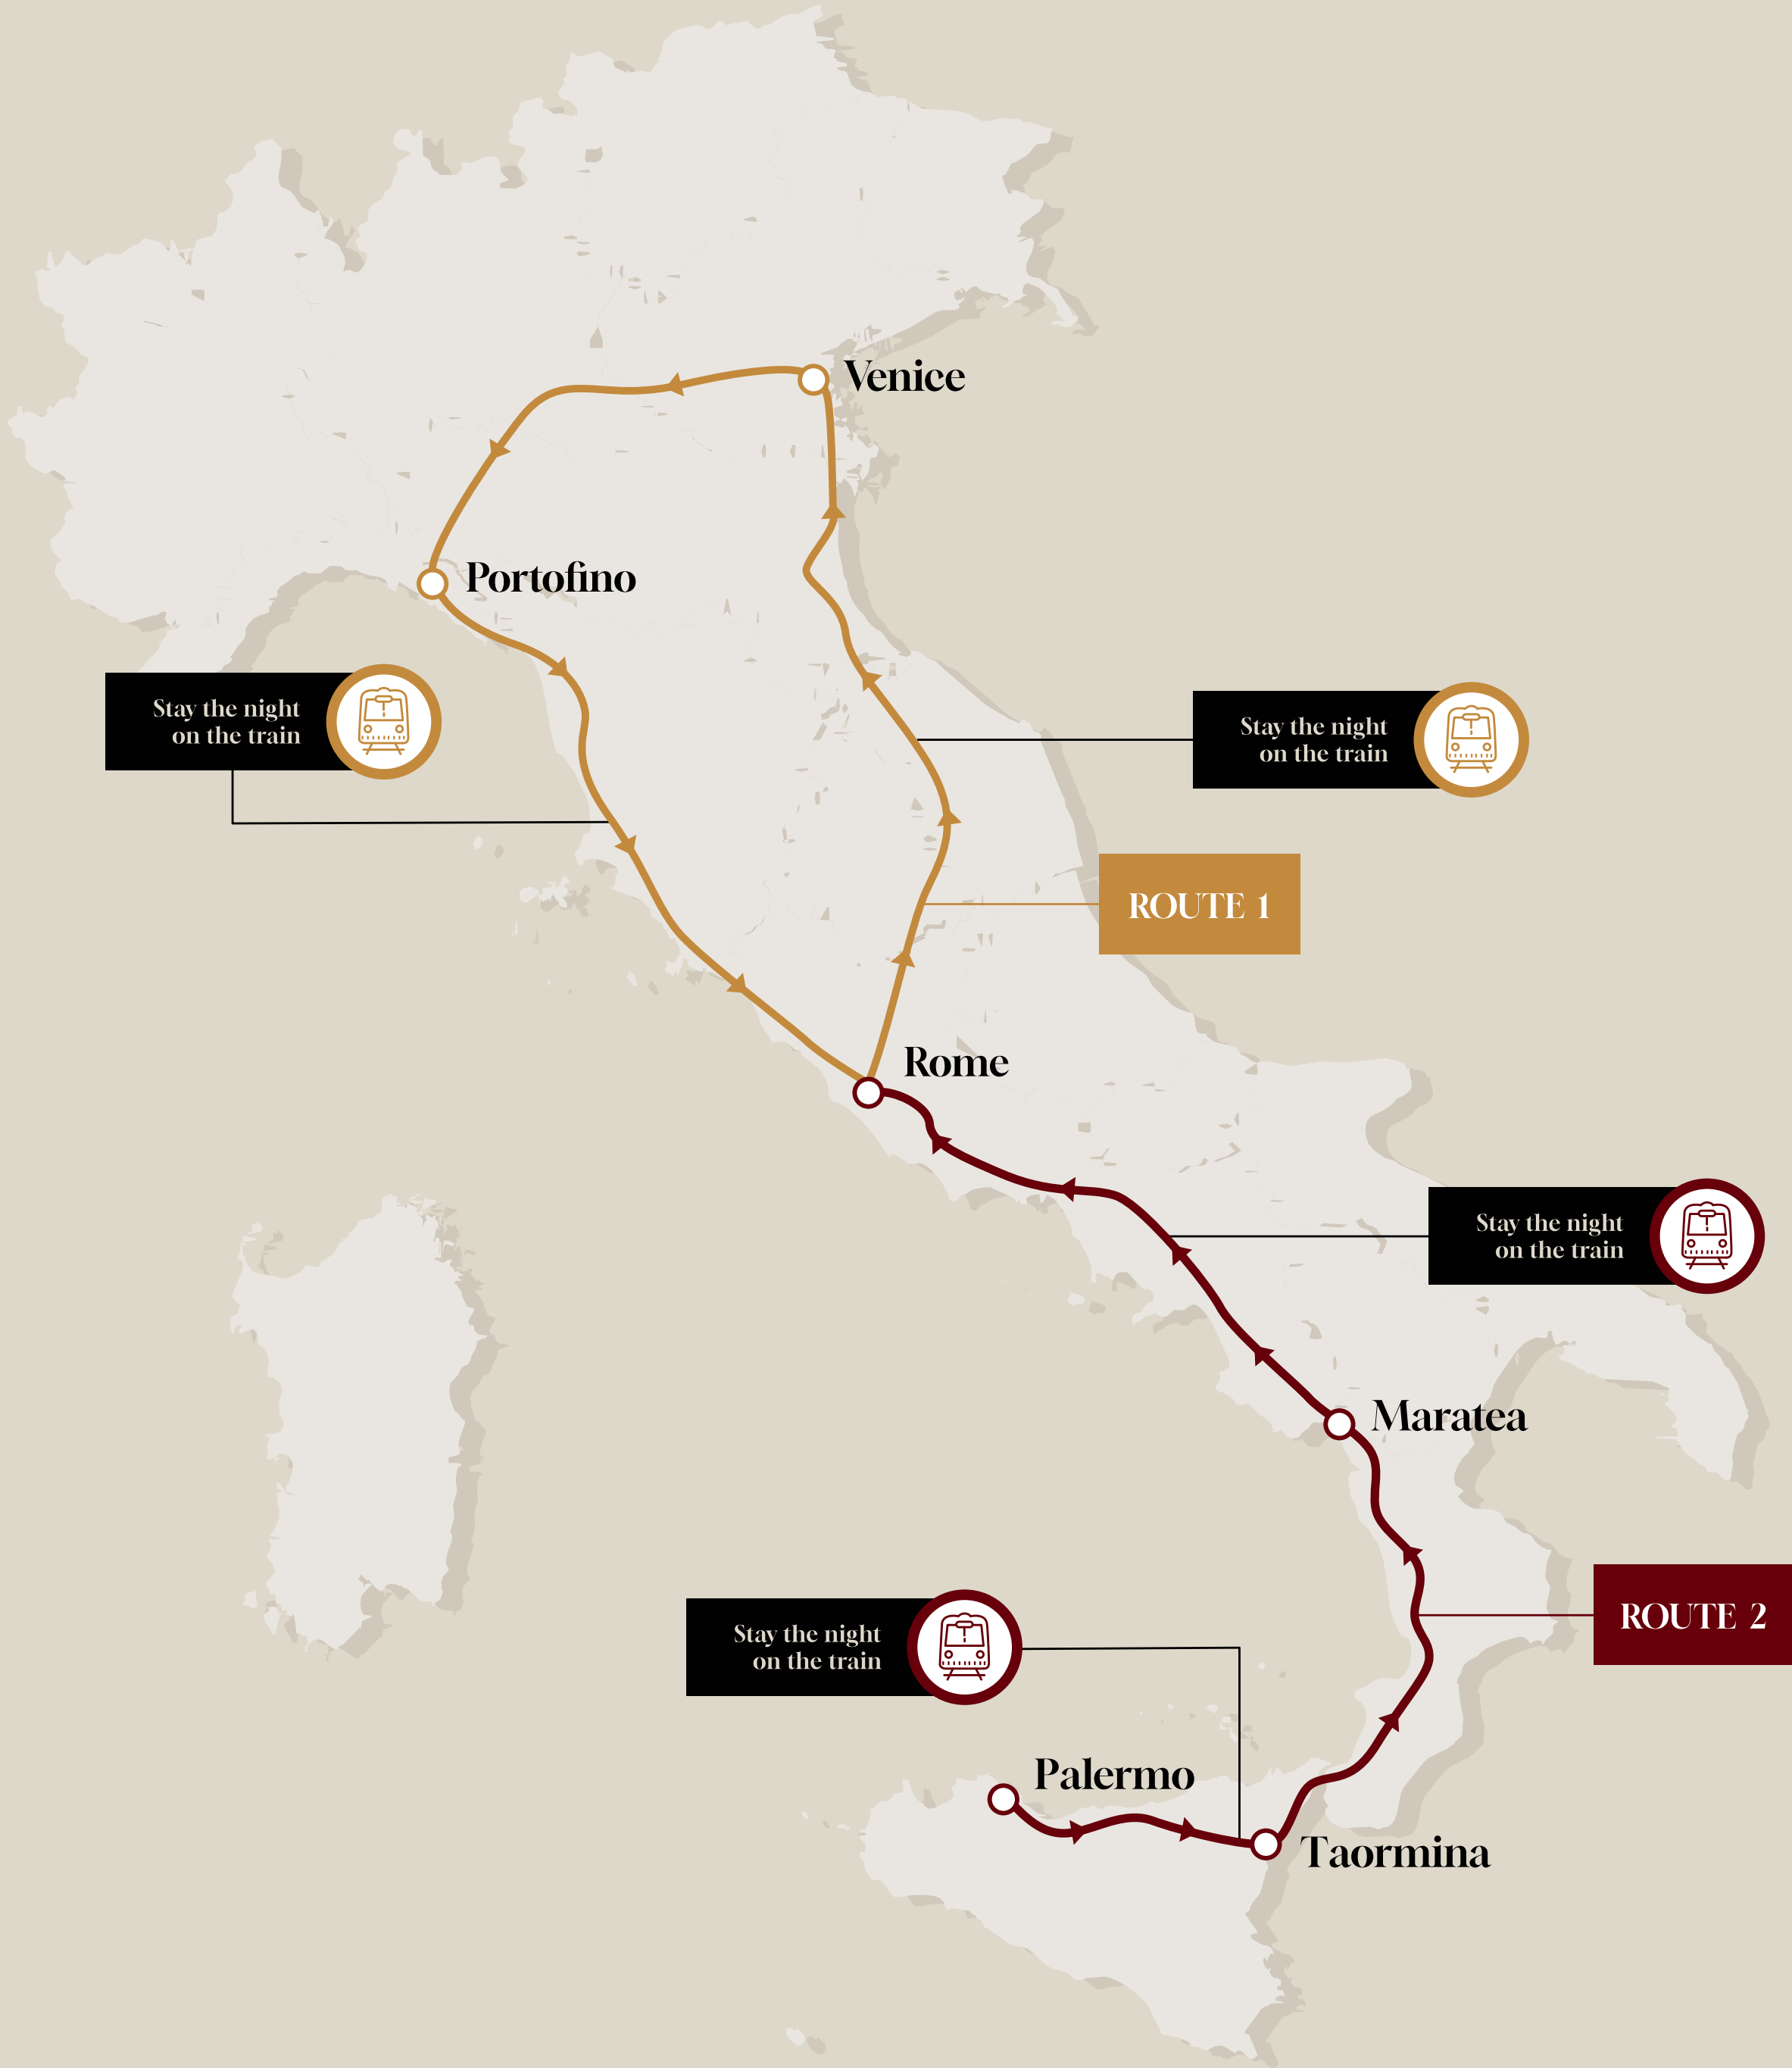 Venice
Portofino
Stay the night
on the train
Stay the night
on the train
ROUTE 1
Rome
Stay the night
on the train
Maratea
ROUTE 2
Stay the night
on the train
Palermo
Taormina